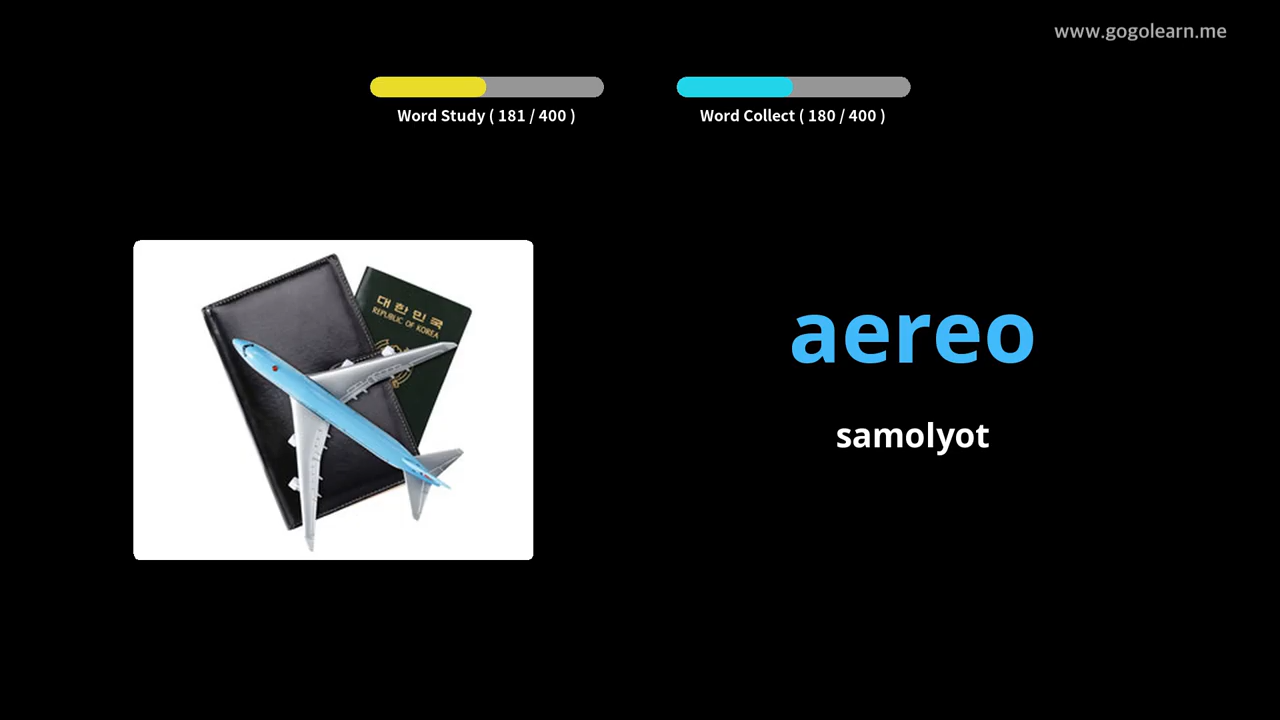 www.gogolearn.me
Word Study ( 181 / 400 )
Word Collect ( 180 / 400 )
대한민국
REPUBLIC OF KOREA
aereo
samolyot